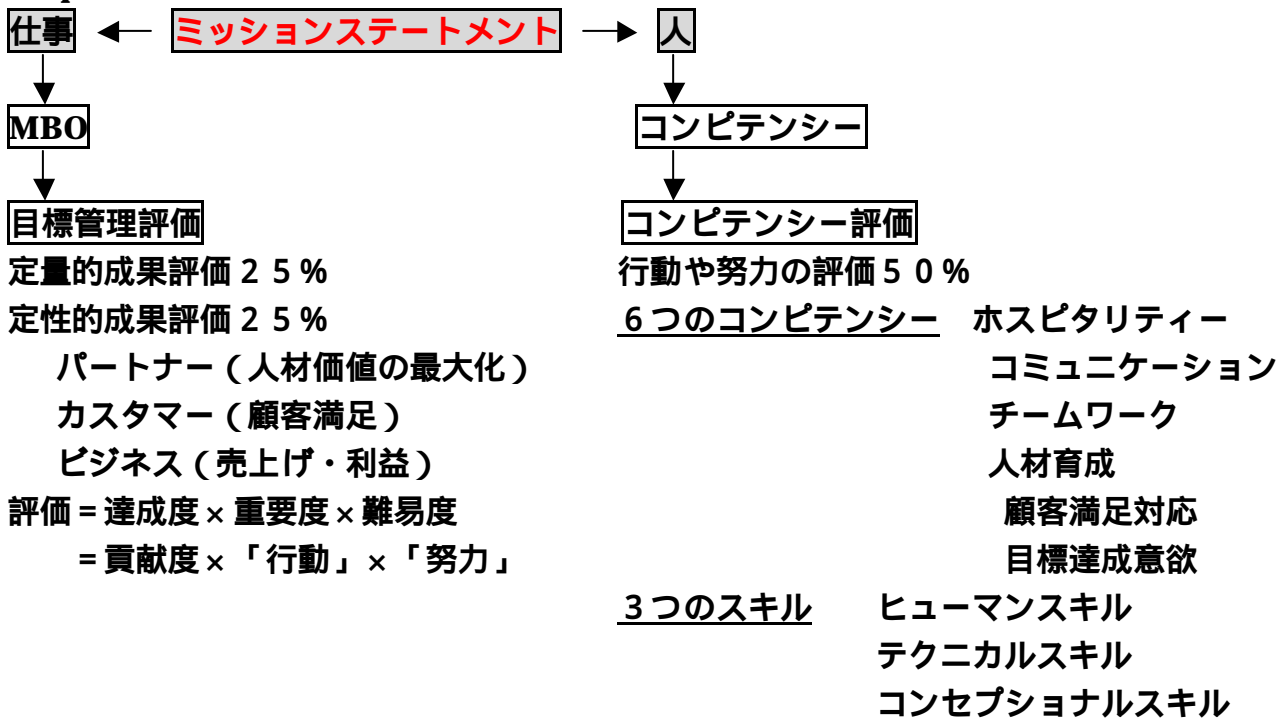 仕事 ミッションステートメント 人
MBO コンピテンシー
目標管理評価 コンピテンシー評価
定量的成果評価２５% 行動や努力の評価５０%
定性的成果評価２５% ６つのコンピテンシー ホスピタリティー
パートナー（人材価値の最大化） コミュニケーション
カスタマー（顧客満足） チームワーク
ビジネス（売上げ・利益） 人材育成
評価＝達成度×重要度×難易度 顧客満足対応
＝貢献度×「行動」×「努力」 目標達成意欲
３つのスキル ヒューマンスキル
テクニカルスキル
コンセプショナルスキル